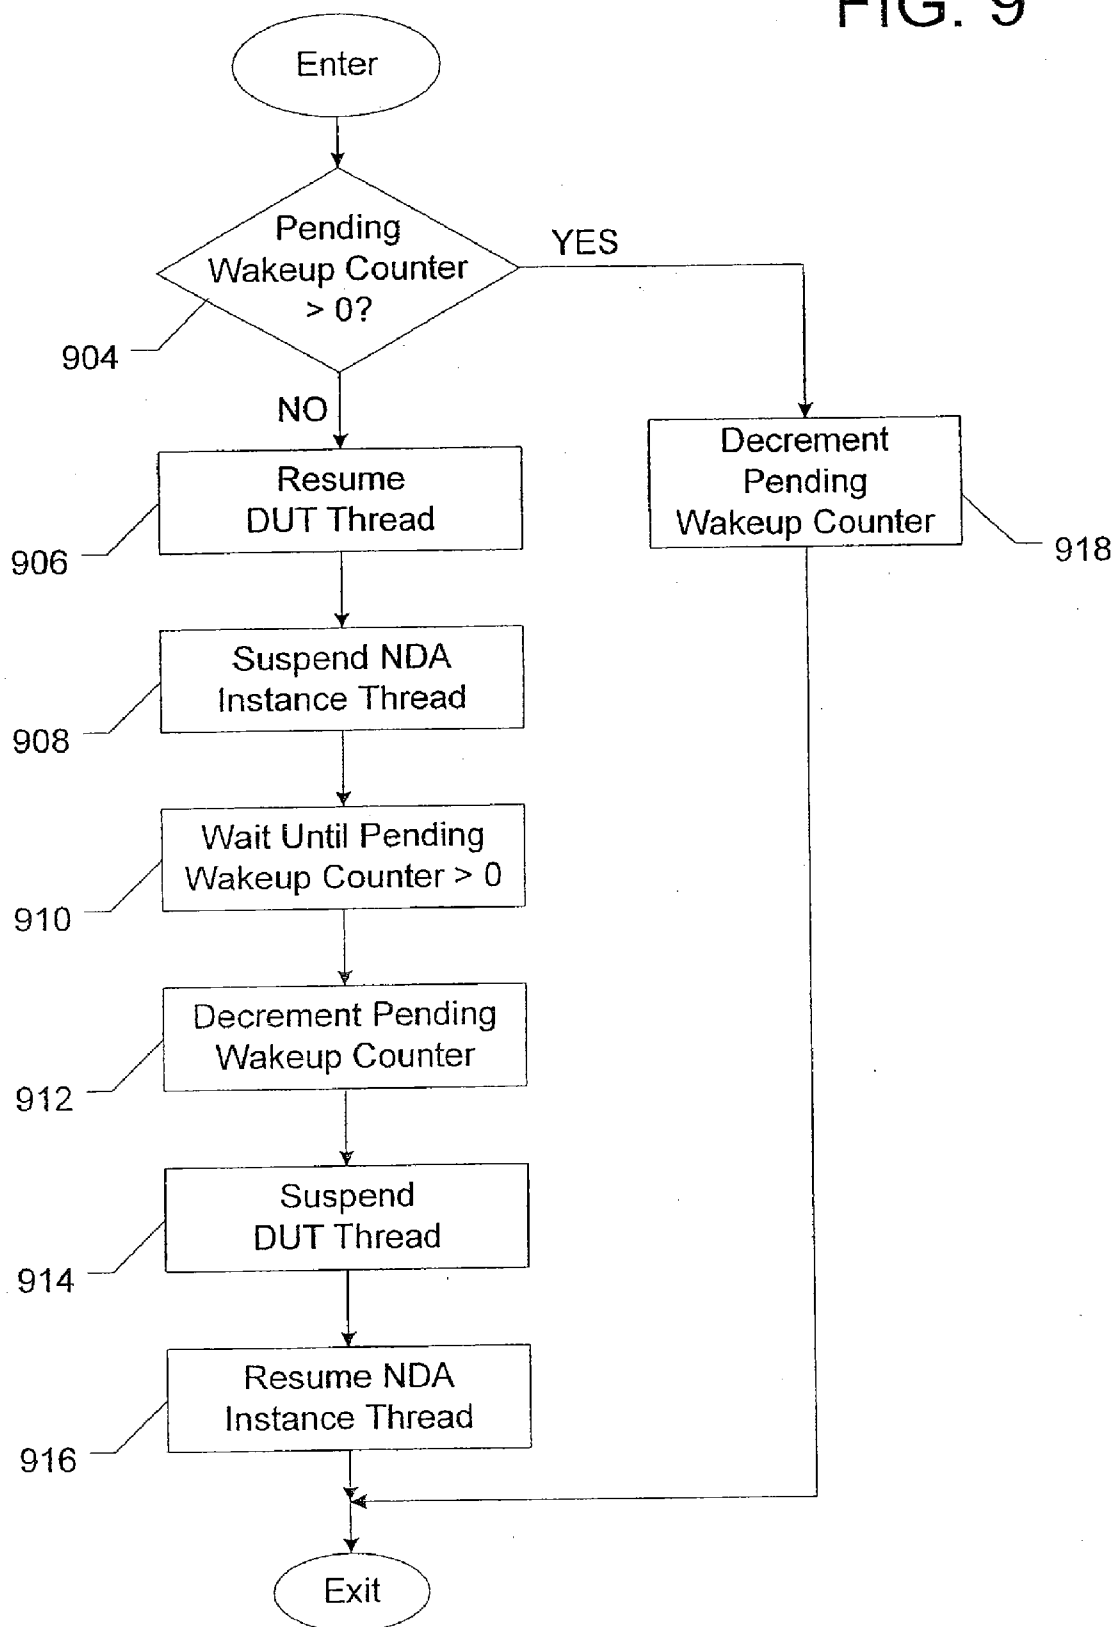 FIG. 9
Enter
Pending
Wakeup Counter
> 0?
YES
904
NO
Resume
DUT Thread
906
Decrement
Pending
Wakeup Counter
918
Suspend NDA
Instance Thread
908
Wait Until Pending
Wakeup Counter > 0
910
Decrement Pending
Wakeup Counter
912
Suspend
DUT Thread
914
Resume NDA
Instance Thread
916
Exit